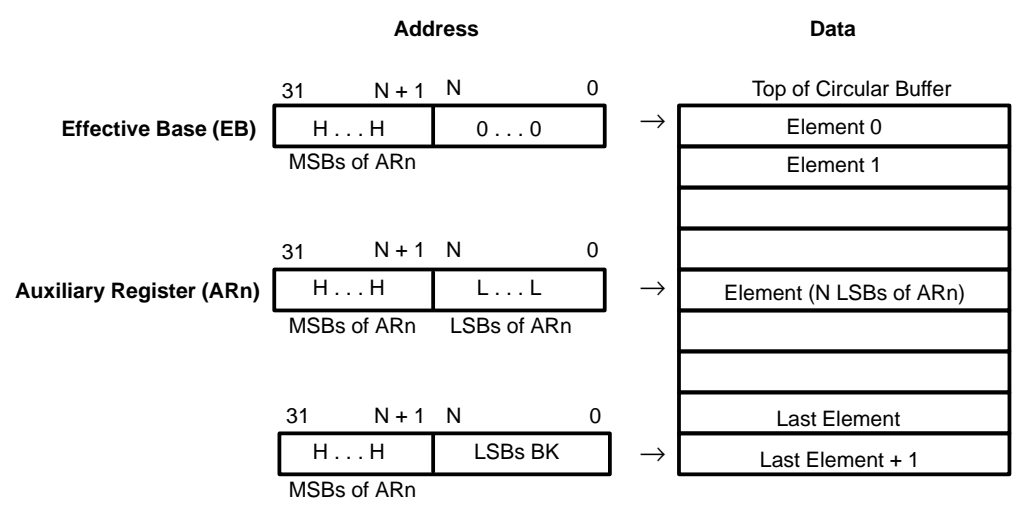 Address Data
31 N + 1 N 0 Top of Circular Buffer
Effective Base (EB) H . . . H 0 . . . 0 → Element 0
MSBs of ARn Element 1
31 N + 1 N 0
Auxiliary Register (ARn) H . . . H L . . . L → Element (N LSBs of ARn)
MSBs of ARn LSBs of ARn
31 N + 1 N 0 Last Element
H . . . H LSBs BK → Last Element + 1
MSBs of ARn